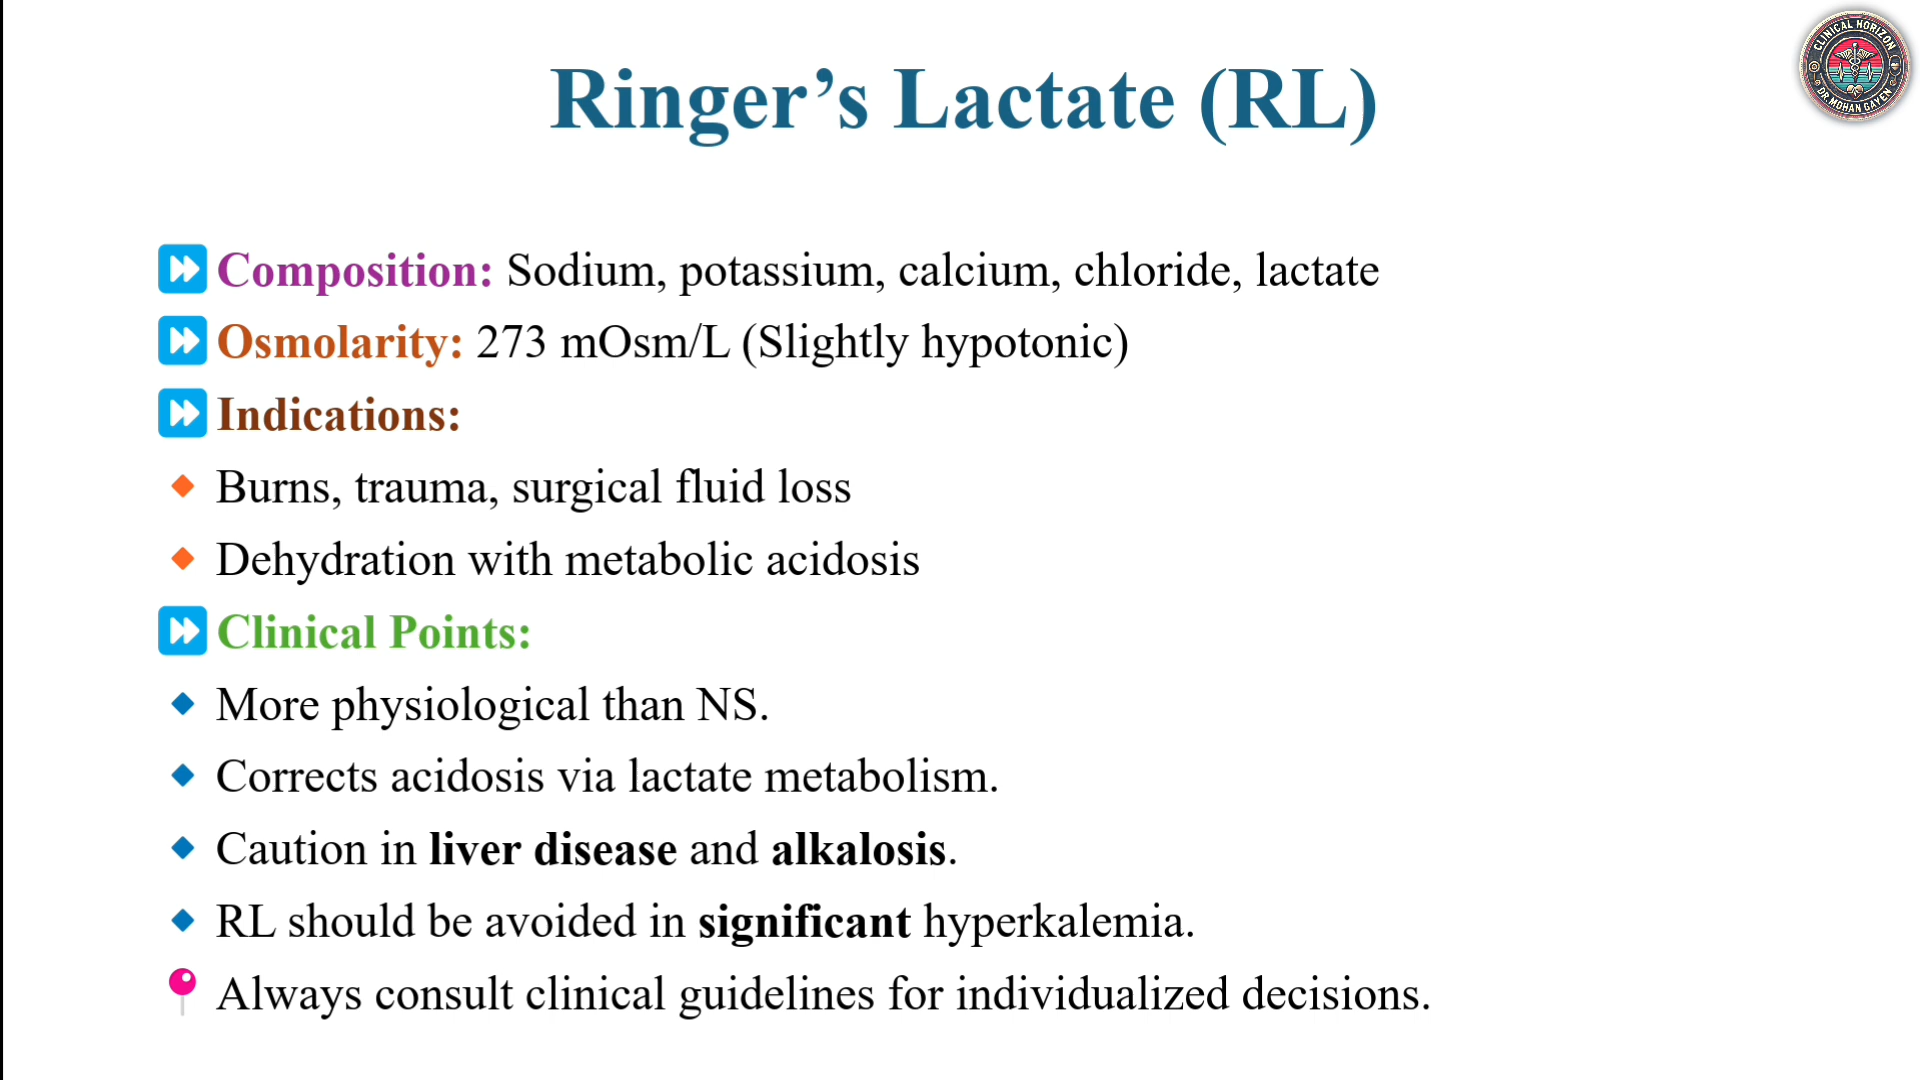 Ringer’s Lactate (RL)
CLINICAL HORIZON
DR MOHAN GAYEN
Composition: Sodium, potassium, calcium, chloride, lactate
Osmolarity: 273 mOsm/L (Slightly hypotonic)
Indications:
Burns, trauma, surgical fluid loss
Dehydration with metabolic acidosis
Clinical Points:
More physiological than NS.
Corrects acidosis via lactate metabolism.
Caution in liver disease and alkalosis.
RL should be avoided in significant hyperkalemia.
Always consult clinical guidelines for individualized decisions.